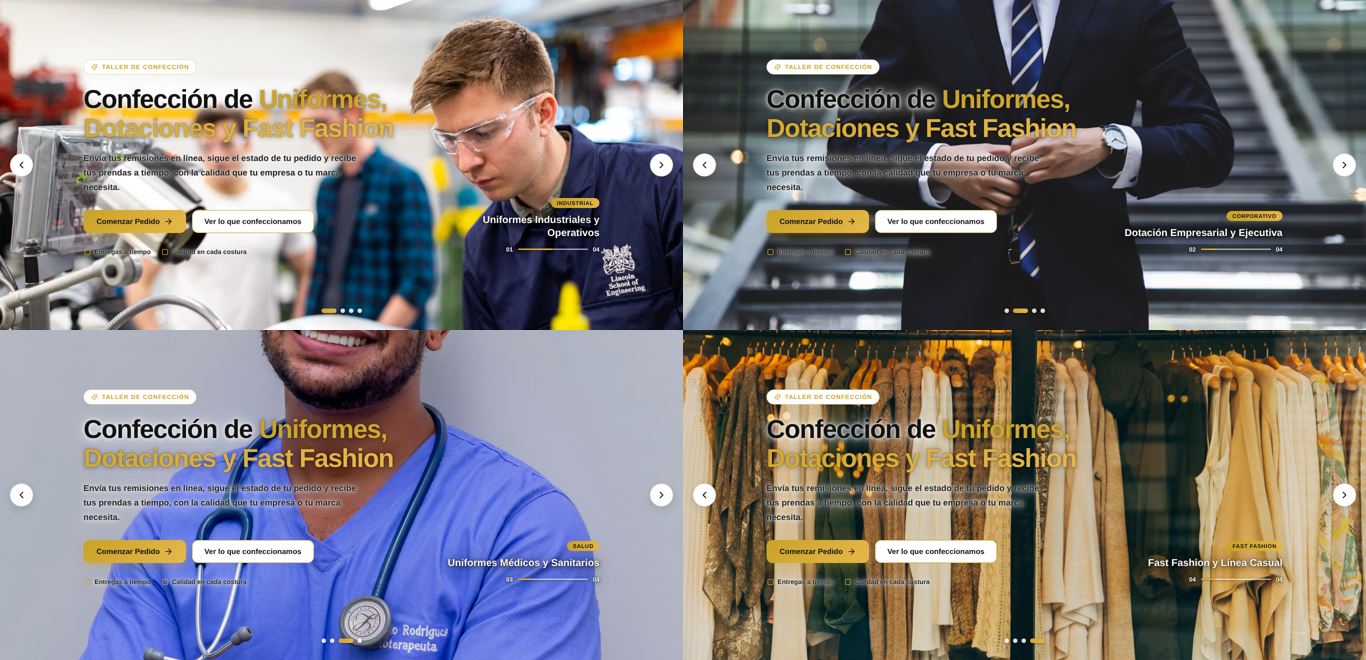 TALLER DE CONFECCIÓN
Confección de Uniformes,
Dotaciones y Fast Fashion
Envía tus remisiones en línea, sigue el estado de tu pedido y recibe
tus prendas a tiempo, con la calidad que tu empresa o tu marca
necesita.
Comenzar Pedido
Ver lo que confeccionamos
Entregas a tiempo
Calidad en cada costura
INDUSTRIAL
Uniformes Industriales y
Operativos
01
04
Lincoln
School of
Engineering
TALLER DE CONFECCIÓN
Confección de Uniformes,
Dotaciones y Fast Fashion
Envía tus remisiones en línea, sigue el estado de tu pedido y recibe
tus prendas a tiempo, con la calidad que tu empresa o tu marca
necesita.
Comenzar Pedido
Ver lo que confeccionamos
Entregas a tiempo
Calidad en cada costura
CORPORATIVO
Dotación Empresarial y Ejecutiva
02
04
TALLER DE CONFECCIÓN
Confección de Uniformes,
Dotaciones y Fast Fashion
Envía tus remisiones en línea, sigue el estado de tu pedido y recibe
tus prendas a tiempo, con la calidad que tu empresa o tu marca
necesita.
Comenzar Pedido
Ver lo que confeccionamos
Entregas a tiempo
Calidad en cada costura
SALUD
Uniformes Médicos y Sanitarios
03
04
TALLER DE CONFECCIÓN
Confección de Uniformes,
Dotaciones y Fast Fashion
Envía tus remisiones en línea, sigue el estado de tu pedido y recibe
tus prendas a tiempo, con la calidad que tu empresa o tu marca
necesita.
Comenzar Pedido
Ver lo que confeccionamos
Entregas a tiempo
Calidad en cada costura
FAST FASHION
Fast Fashion y Línea Casual
04
04